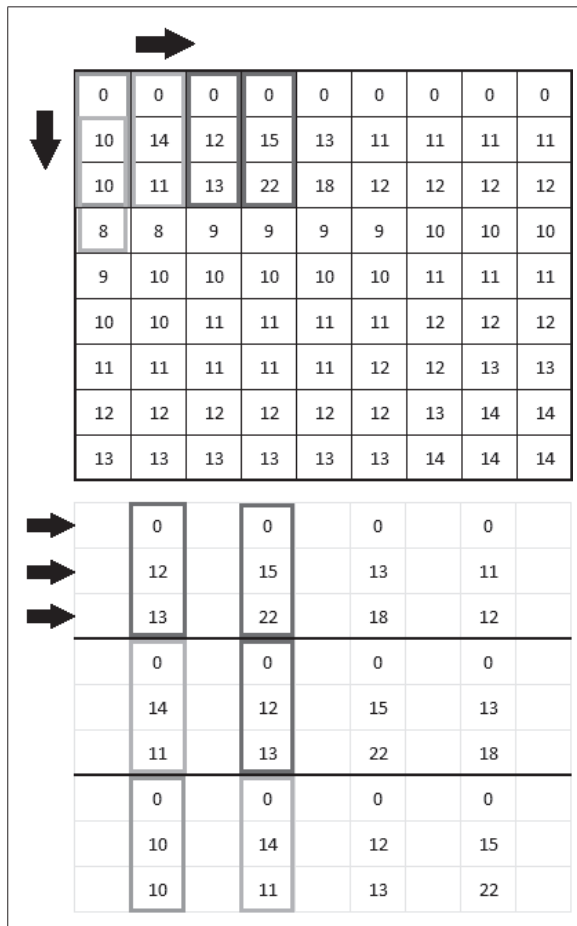 0 0 0 0 0 0 0 0 0
10 14 12 15 13 11 11 11 11
10 11 13 22 18 12 12 12 12
8 8 9 9 9 9 10 10 10
9 10 10 10 10 10 11 11 11
10 10 11 11 11 11 12 12 12
11 11 11 11 11 12 12 13 13
12 12 12 12 12 12 13 14 14
13 13 13 13 13 13 14 14 14
0 0 0 0
12 15 13 11
13 22 18 12
0 0 0 0
14 12 15 13
11 13 22 18
0 0 0 0
10 14 12 15
10 11 13 22